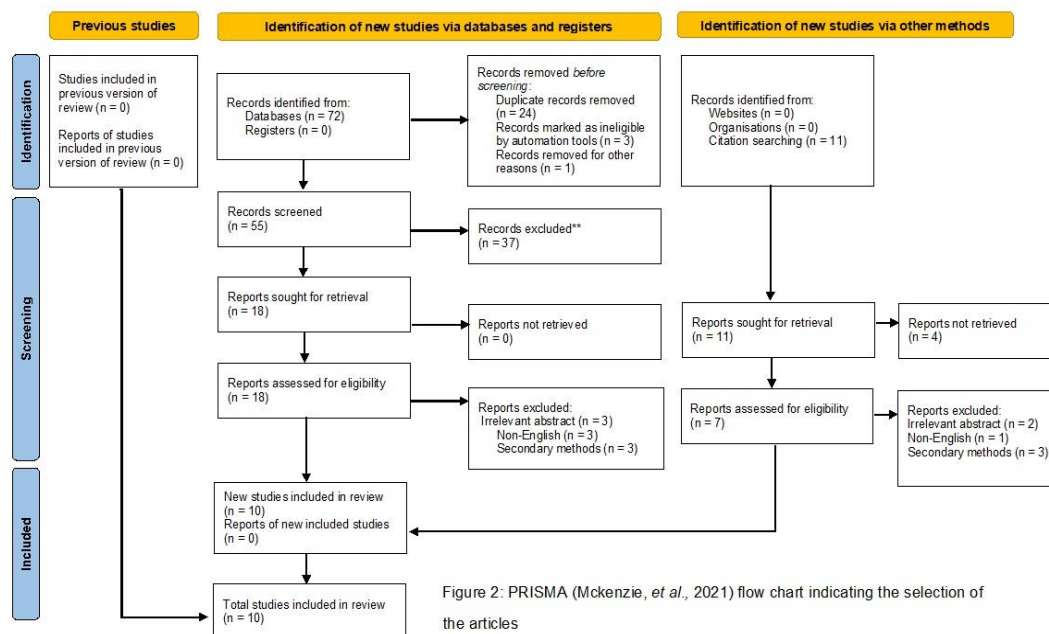 Previous studies
Identification of new studies via databases and registers
Identification of new studies via other methods
Identification
Studies included in
previous version of
review (n = 0)
Reports of studies
included in previous
version of review (n = 0)
Records identified from:
Databases (n = 72)
Registers (n = 0)
Records removed before
screening:
Duplicate records removed
(n = 24)
Records marked as ineligible
by automation tools (n = 3)
Records removed for other
reasons (n = 1)
Records identified from:
Websites (n = 0)
Organisations (n = 0)
Citation searching (n = 11)
Screening
Records screened
(n = 55)
Records excluded**
(n = 37)
Reports sought for retrieval
(n = 18)
Reports not retrieved
(n = 0)
Reports sought for retrieval
(n = 11)
Reports not retrieved
(n = 4)
Reports assessed for eligibility
(n = 18)
Reports excluded:
Irrelevant abstract (n = 3)
Non-English (n = 3)
Secondary methods (n = 3)
Reports assessed for eligibility
(n = 7)
Reports excluded:
Irrelevant abstract (n = 2)
Non-English (n = 1)
Secondary methods (n = 3)
Included
New studies included in review
(n = 10)
Reports of new included studies
(n = 0)
Total studies included in review
(n = 10)
Figure 2: PRISMA (Mckenzie, et al., 2021) flow chart indicating the selection of
the articles